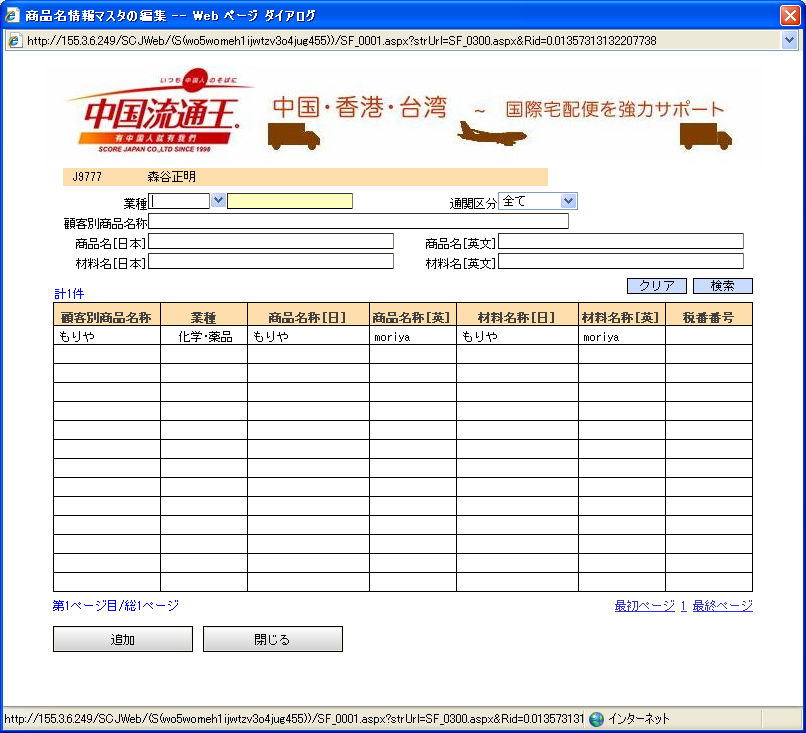 商品名情報マスタの編集 -- Web ページ ダイアログ
http://155.3.6.249/SCJWeb/(S(wo5womeh1ijwtzv3o4jug455))/SF_0001.aspx?strUrl=SF_0300.aspx&Rid=0.01357313132207738
いつも中国人のそばに
中国流通王.
有中国人就有我們
SCORE JAPAN CO.,LTD SINCE 1998
中国・香港・台湾 ~ 国際宅配便を強力サポート
J9777 森谷正明
業種 通関区分 全て
顧客別商品名称
商品名[日本] 商品名[英文]
材料名[日本] 材料名[英文]
クリア 検索
計1件
顧客別商品名称 業種 商品名称[日] 商品名称[英] 材料名称[日] 材料名称[英] 税番番号
もりや 化学・薬品 もりや moriya もりや moriya
第1ページ目/総1ページ 最初ページ 1 最終ページ
追加 閉じる
http://155.3.6.249/SCJWeb/(S(wo5womeh1ijwtzv3o4jug455))/SF_0001.aspx?strUrl=SF_0300.aspx&Rid=0.013573131 インターネット